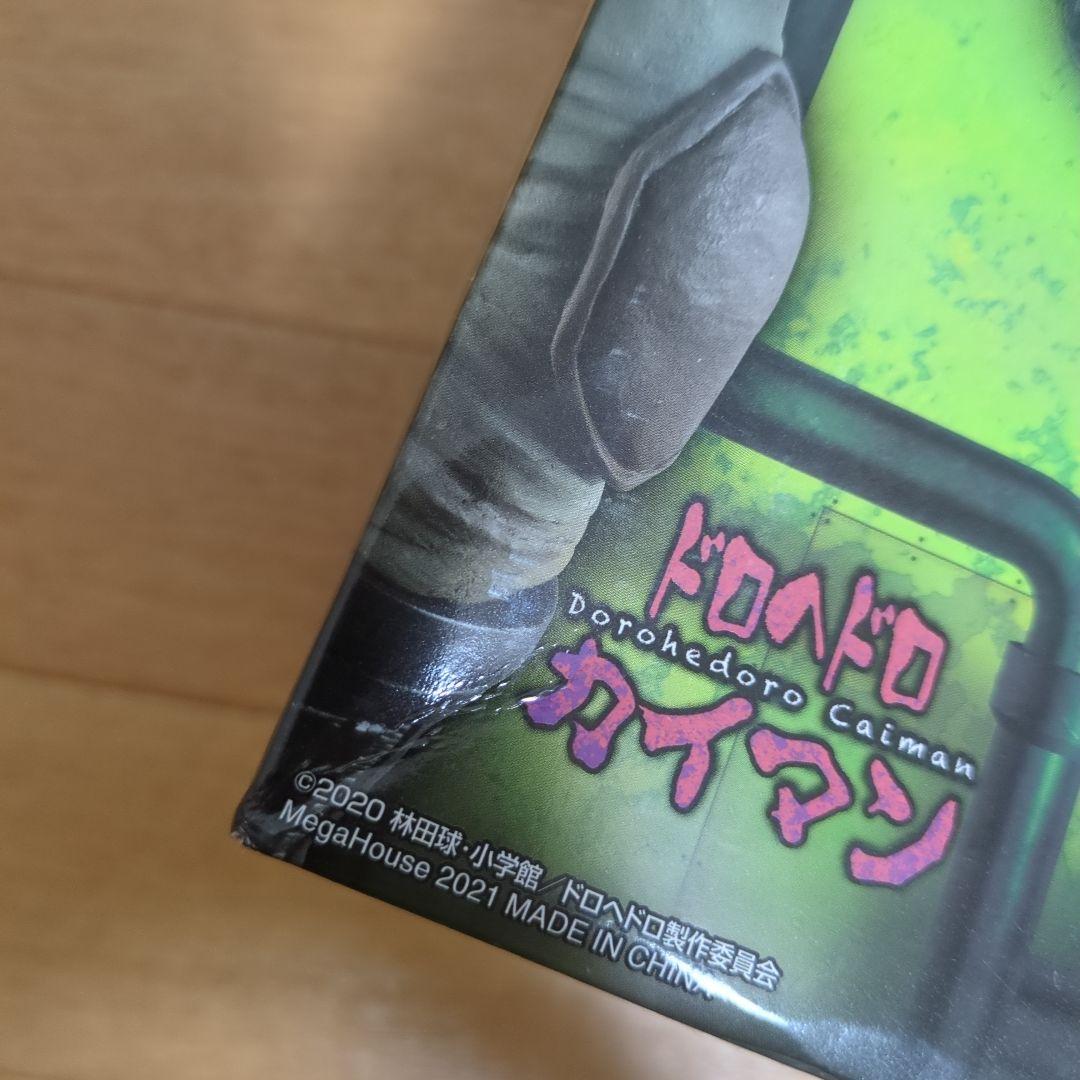 ドロヘドロ
Dorohedoro Caiman
カイマン
©2020 林田球・小学館／ドロヘドロ製作委員会
MegaHouse 2021 MADE IN CHINA